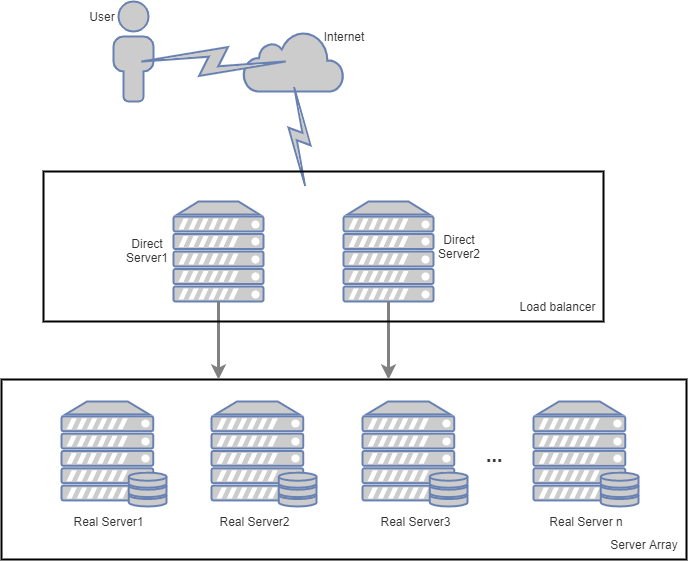 User
Internet
Direct
Server1
Direct
Server2
Load balancer
...
Real Server1
Real Server2
Real Server3
Real Server n
Server Array